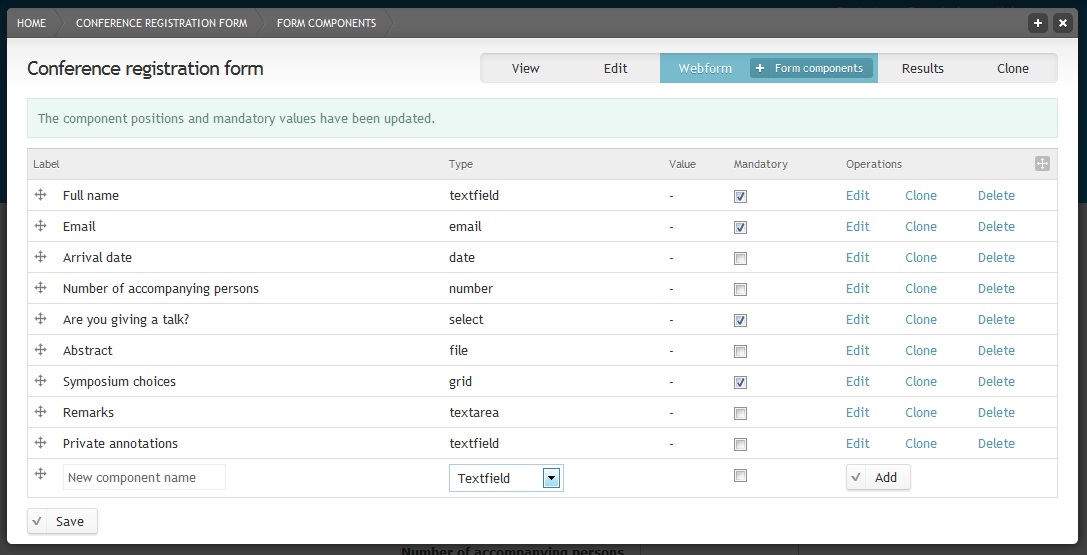 HOME CONFERENCE REGISTRATION FORM FORM COMPONENTS
Conference registration form View Edit Webform + Form components Results Clone
The component positions and mandatory values have been updated.
Label Type Value Mandatory Operations
Full name textfield - Edit Clone Delete
Email email - Edit Clone Delete
Arrival date date - Edit Clone Delete
Number of accompanying persons number - Edit Clone Delete
Are you giving a talk? select - Edit Clone Delete
Abstract file - Edit Clone Delete
Symposium choices grid - Edit Clone Delete
Remarks textarea - Edit Clone Delete
Private annotations textfield - Edit Clone Delete
New component name Textfield Add
Save
Number of accompanying persons